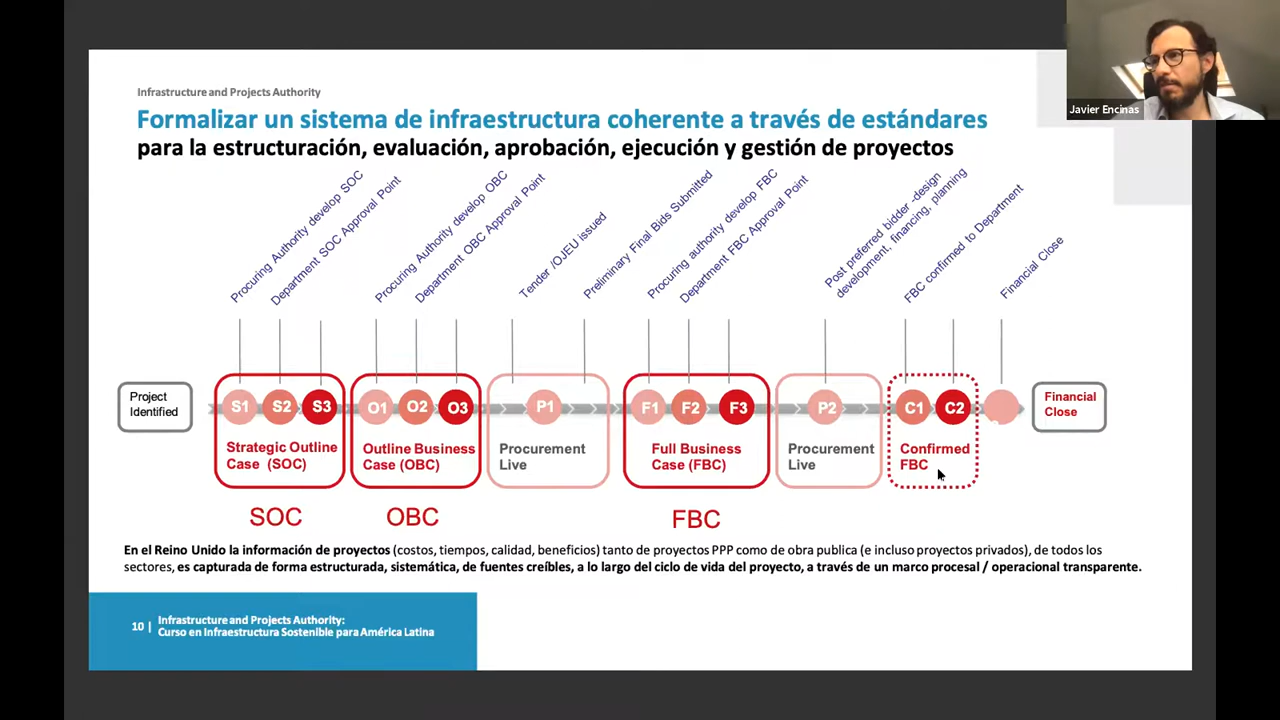 Javier Encinas
Infrastructure and Projects Authority
Formalizar un sistema de infraestructura coherente a través de estándares
para la estructuración, evaluación, aprobación, ejecución y gestión de proyectos
Procuring Authority develop SOC
Department SOC Approval Point
Procuring Authority develop OBC
Department OBC Approval Point
Tender /OJEU issued
Preliminary Final Bids Submitted
Procuring authority develop FBC
Department FBC Approval Point
Post preferred bidder -design
development, financing, planning
FBC confirmed to Department
Financial Close
Project
Identified
S1 S2 S3
Strategic Outline
Case (SOC)
O1 O2 O3
Outline Business
Case (OBC)
P1
Procurement
Live
F1 F2 F3
Full Business
Case (FBC)
P2
Procurement
Live
C1 C2
Confirmed
FBC
Financial
Close
SOC
OBC
FBC
En el Reino Unido la información de proyectos (costos, tiempos, calidad, beneficios) tanto de proyectos PPP como de obra publica (e incluso proyectos privados), de todos los
sectores, es capturada de forma estructurada, sistemática, de fuentes creíbles, a lo largo del ciclo de vida del proyecto, a través de un marco procesal / operacional transparente.
10 |
Infrastructure and Projects Authority:
Curso en Infraestructura Sostenible para América Latina